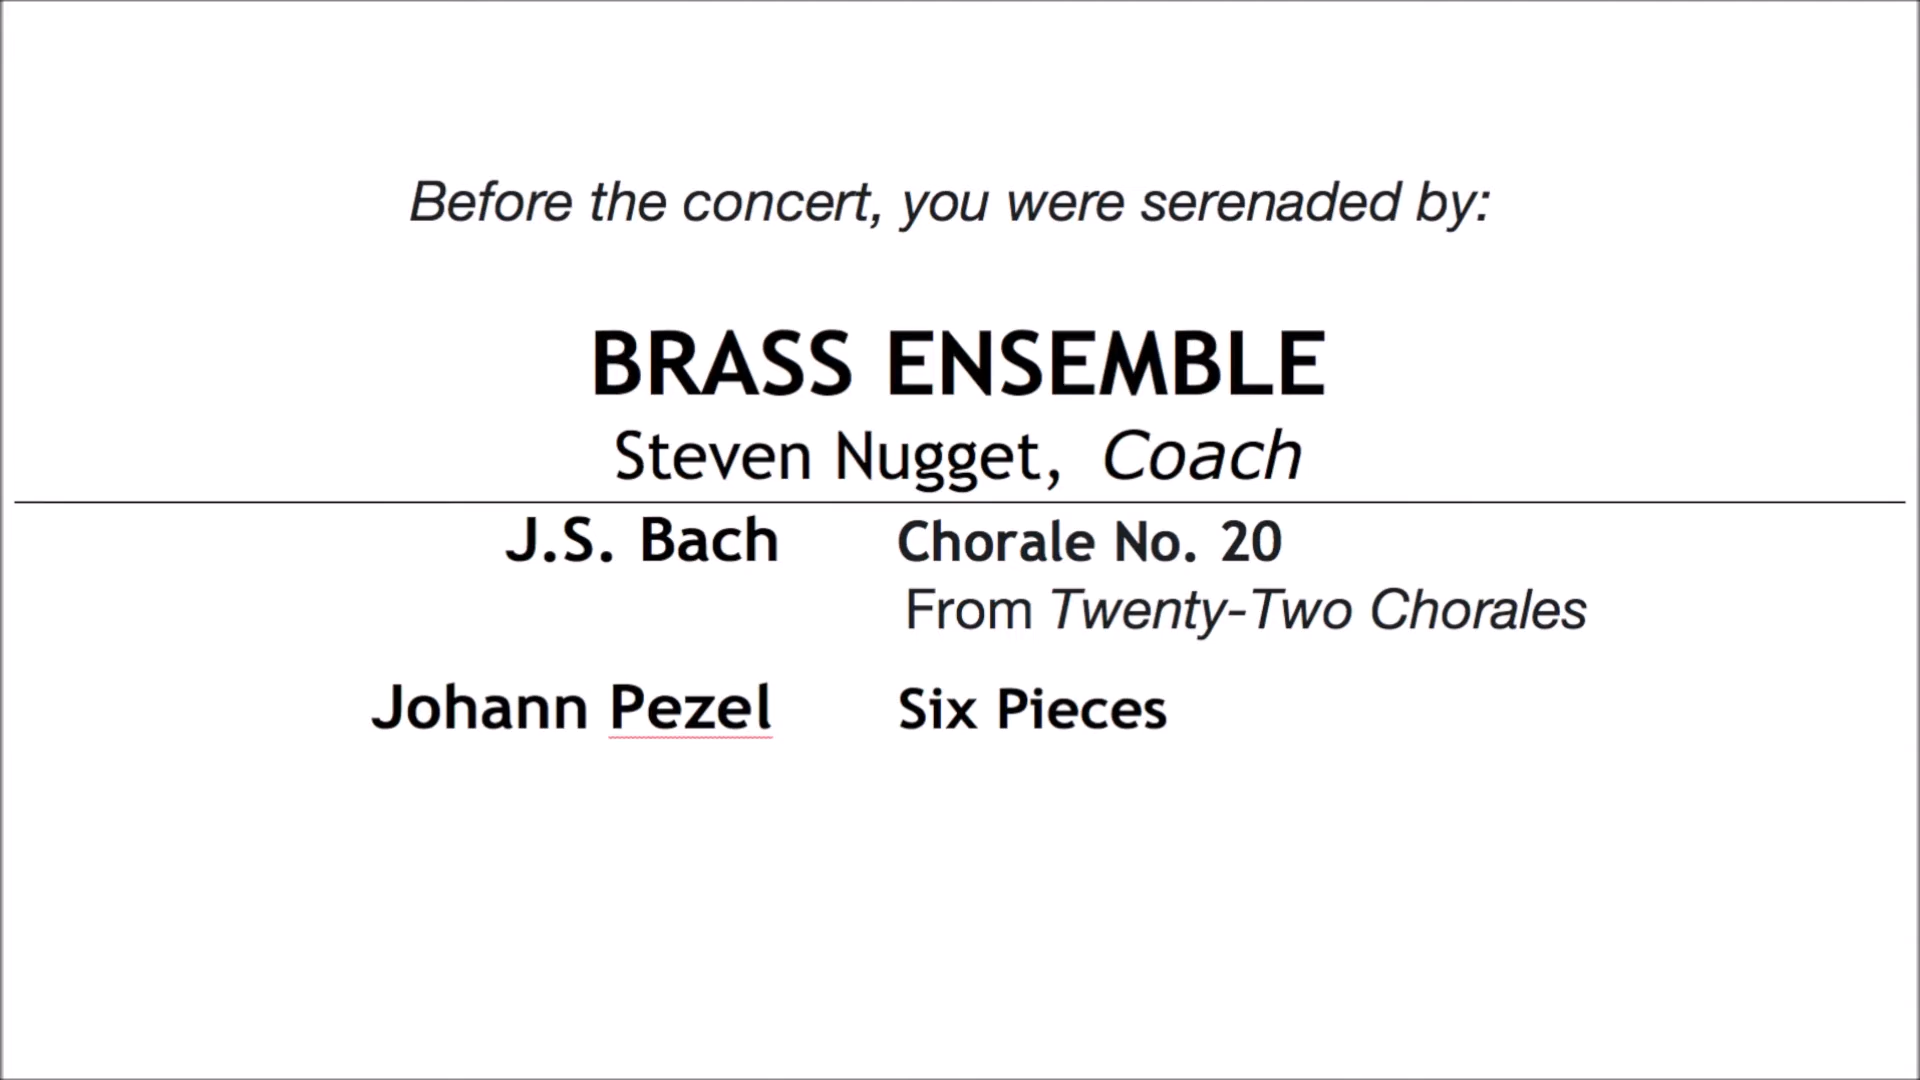 Before the concert, you were serenaded by:
BRASS ENSEMBLE
Steven Nugget, Coach
J.S. Bach Chorale No. 20
From Twenty-Two Chorales
Johann Pezel Six Pieces